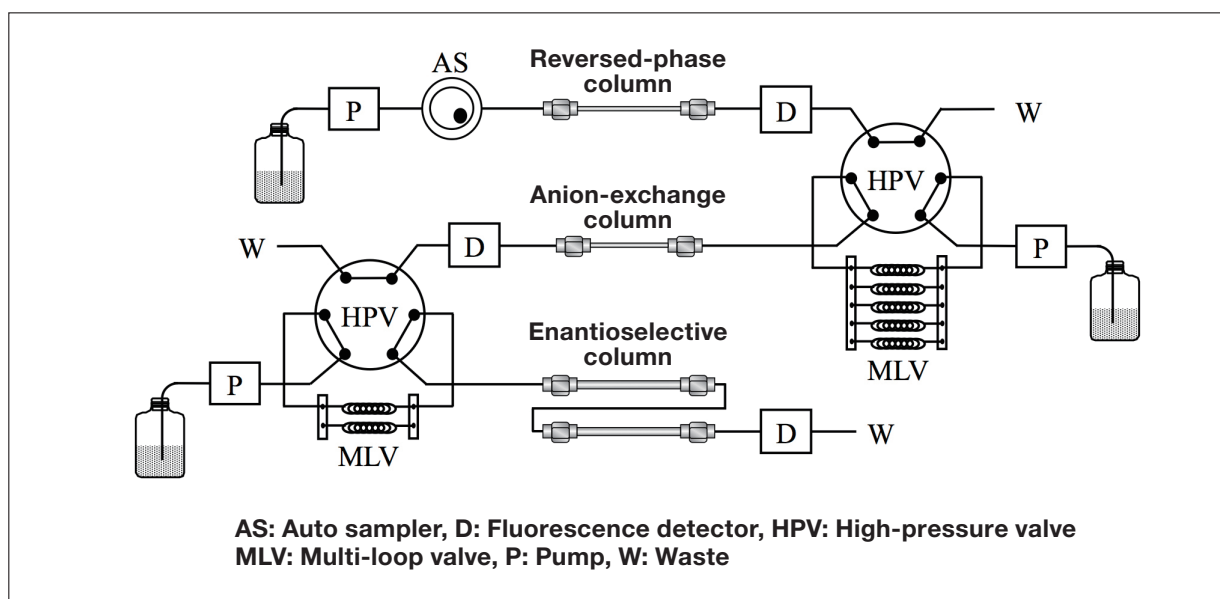 AS
Reversed-phase
column
P
D
W
HPV
Anion-exchange
column
W
D
P
HPV
Enantioselective
column
MLV
P
MLV
D
W
AS: Auto sampler, D: Fluorescence detector, HPV: High-pressure valve
MLV: Multi-loop valve, P: Pump, W: Waste